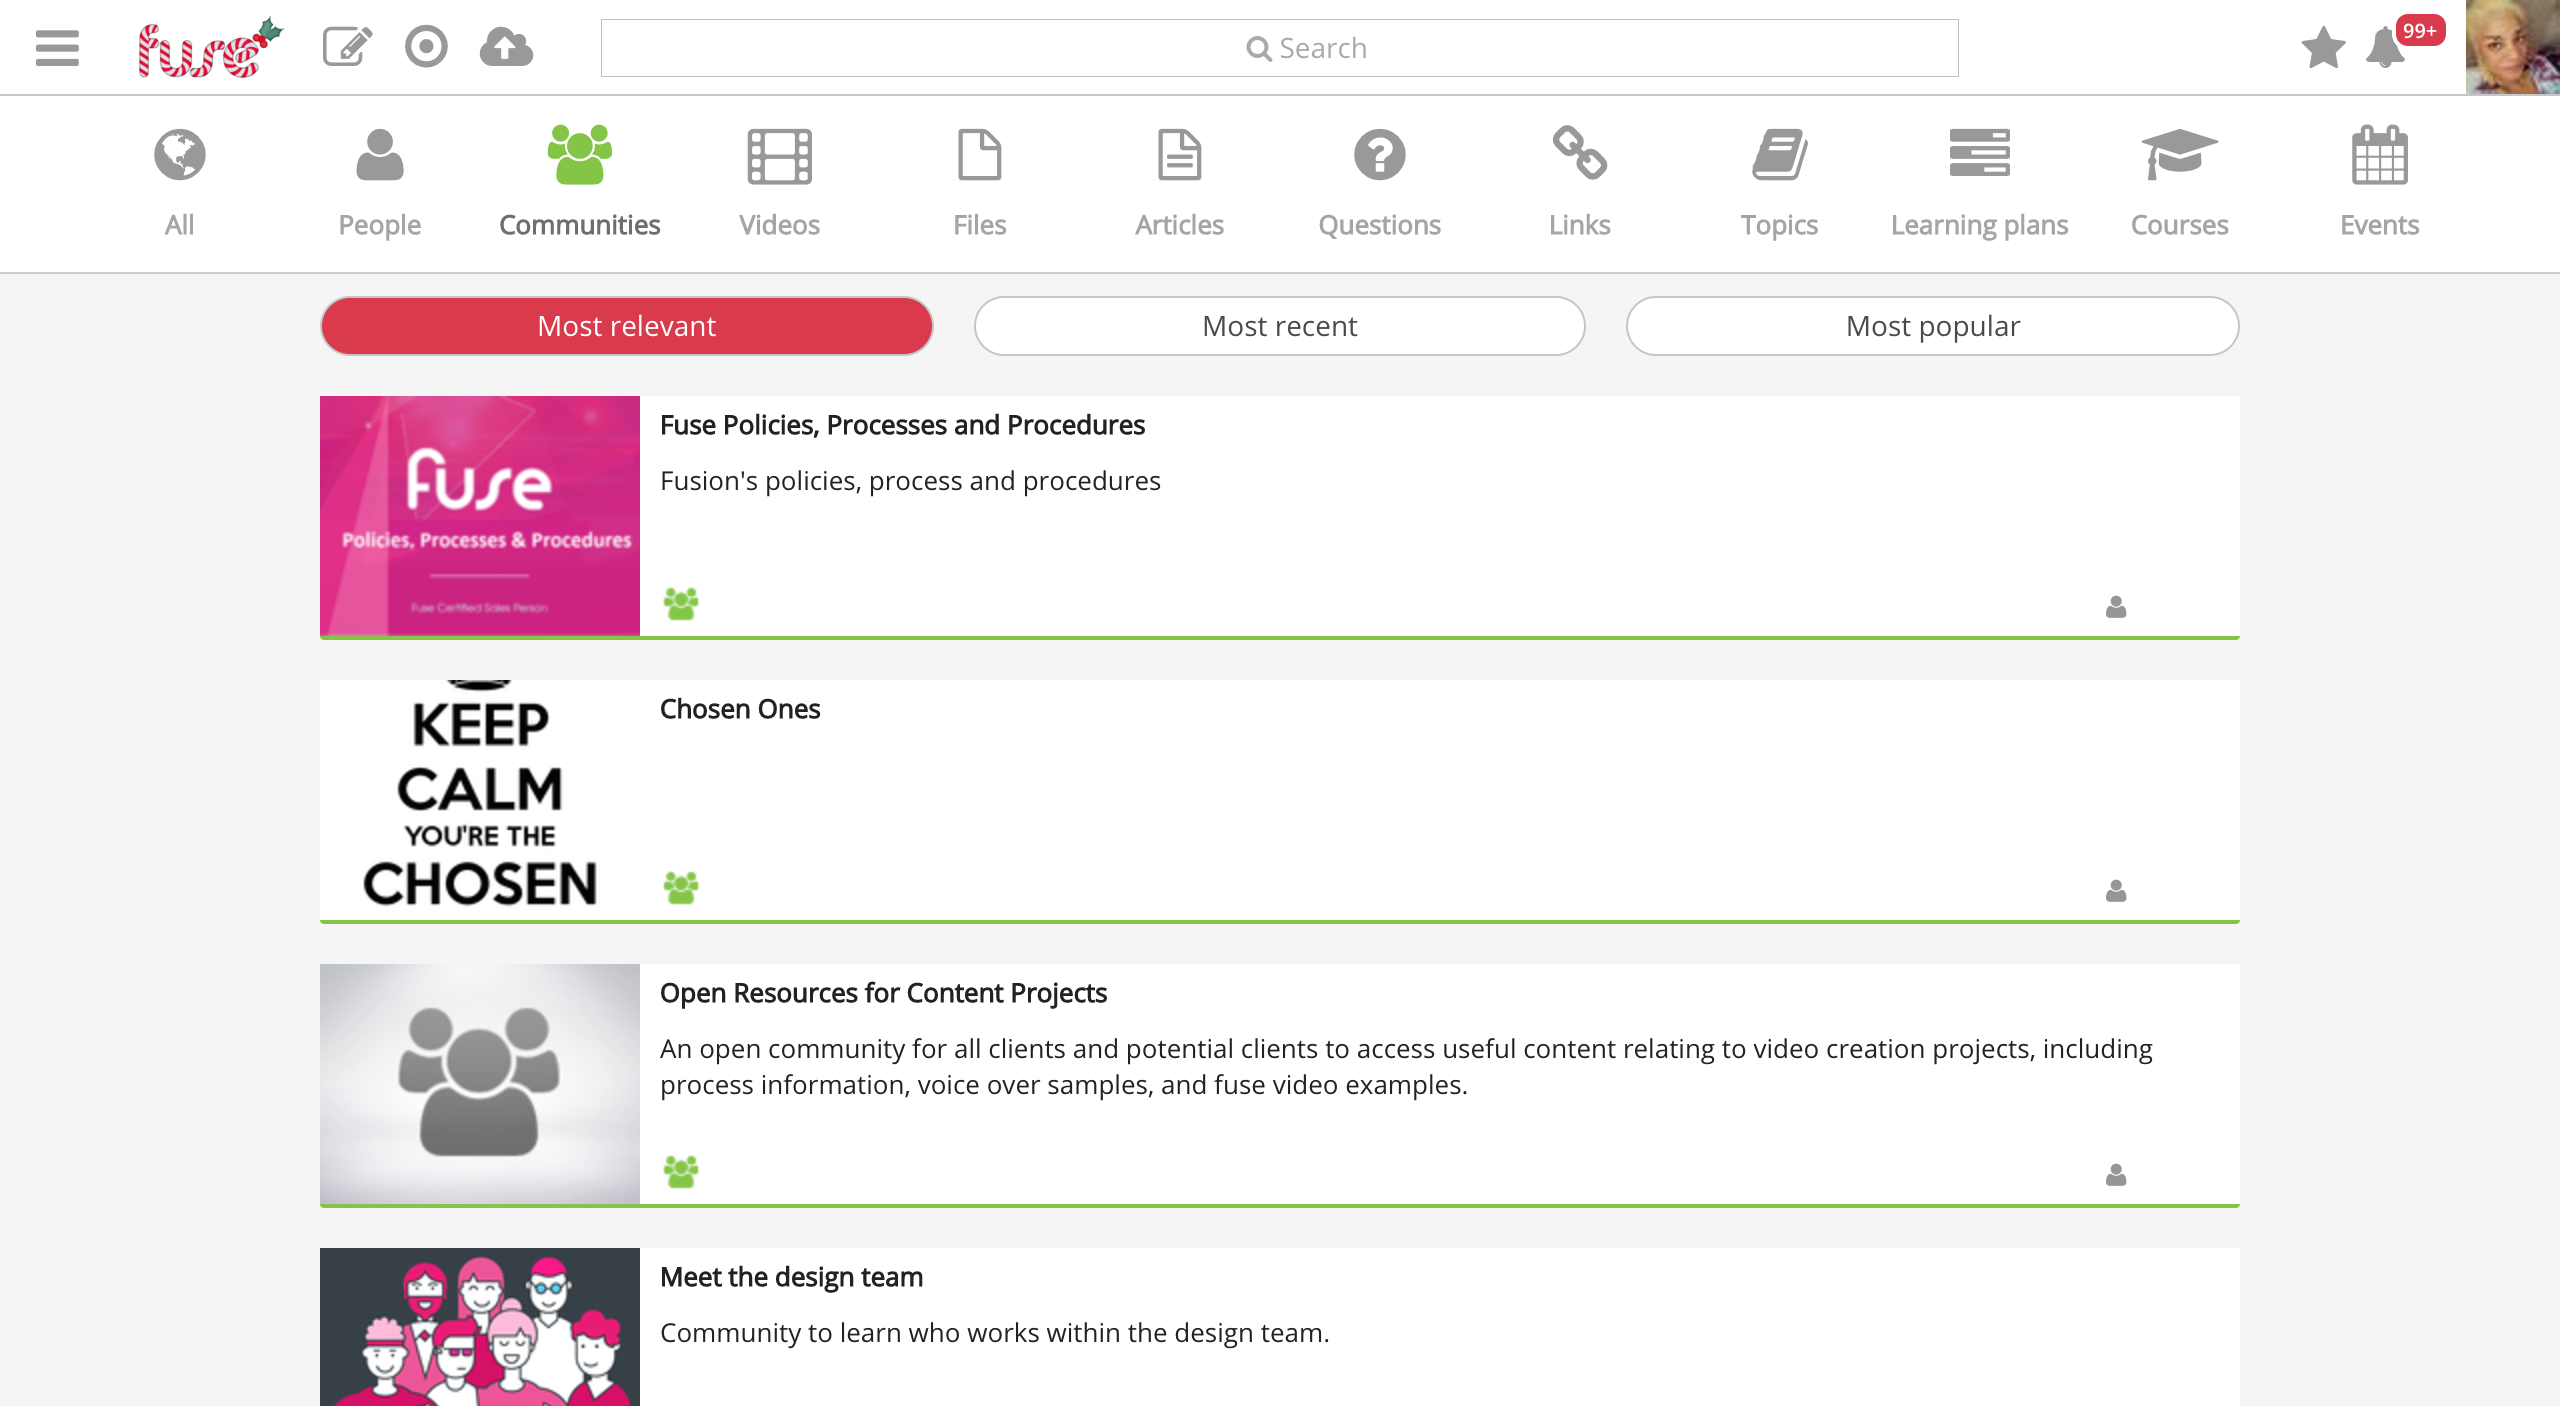 fuse
Search
99+
All
People
Communities
Videos
Files
Articles
Questions
Links
Topics
Learning plans
Courses
Events
Most relevant
Most recent
Most popular
fuse
Policies, Processes & Procedures
Fuse Certified Sales Person
Fuse Policies, Processes and Procedures
Fusion's policies, process and procedures
KEEP
CALM
YOU'RE THE
CHOSEN
Chosen Ones
Open Resources for Content Projects
An open community for all clients and potential clients to access useful content relating to video creation projects, including
process information, voice over samples, and fuse video examples.
Meet the design team
Community to learn who works within the design team.